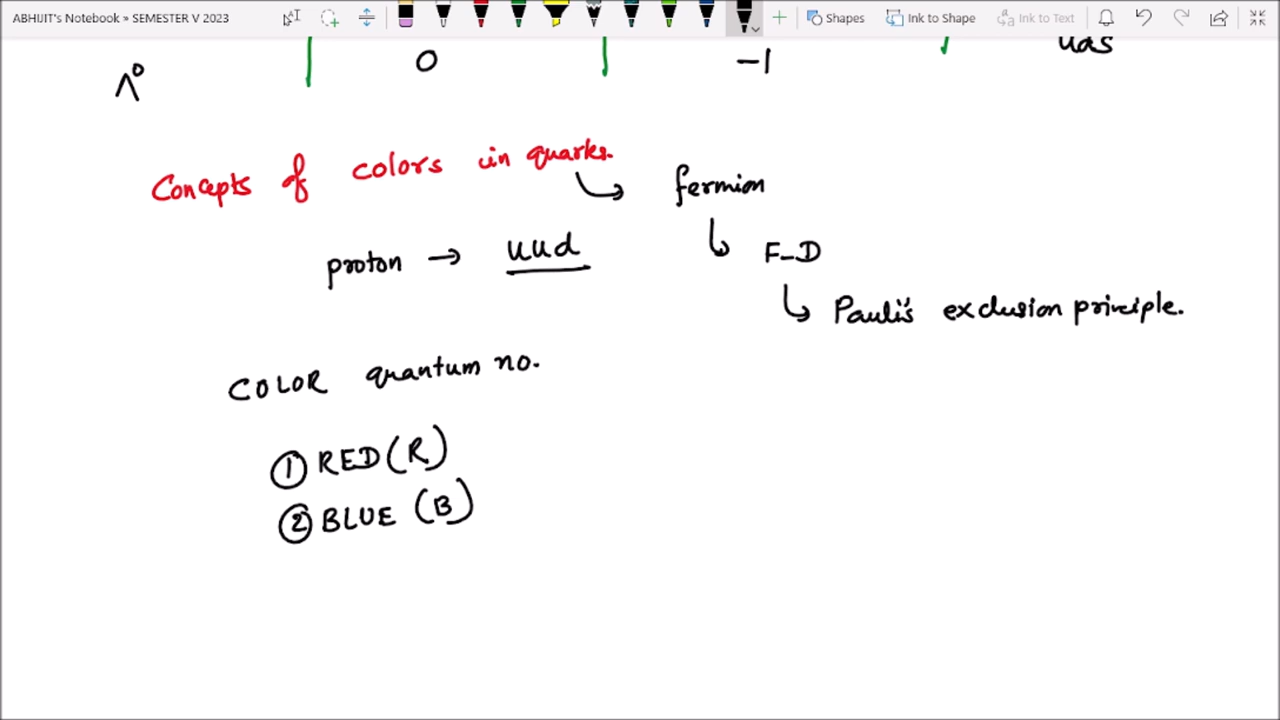 ABHIJIT's Notebook » SEMESTER V 2023
Shapes
Ink to Shape
Ink to Text
Λ⁰ 0 −1 uds
Concepts of colors in quarks. fermion
proton → uud F-D
Pauli's exclusion principle.
COLOR quantum no.
① RED (R)
② BLUE (B)